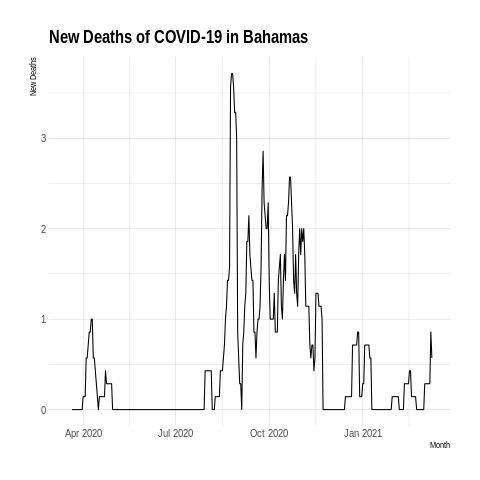 New Deaths of COVID-19 in Bahamas
New Deaths
3
2
1
0
Apr 2020
Jul 2020
Oct 2020
Jan 2021
Month